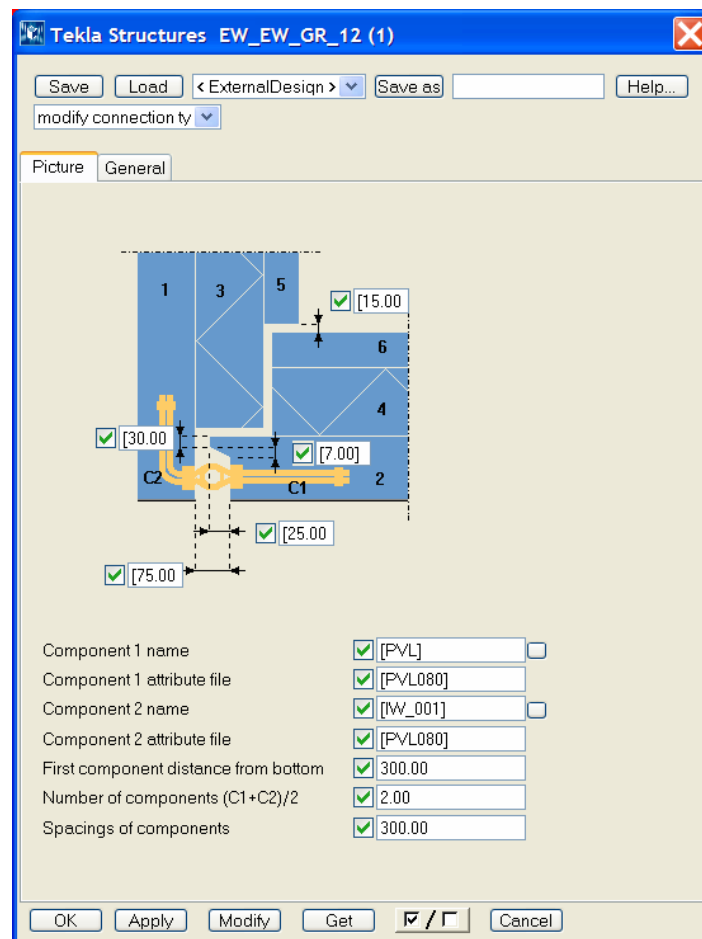 Tekla Structures EW_EW_GR_12 (1)
Save Load < ExternalDesign > Save as Help...
modify connection ty
Picture General
1 3 5
[15.00
6
4
[30.00
[7.00]
C2 C1 2
[25.00
[75.00
Component 1 name [PVL]
Component 1 attribute file [PVL080]
Component 2 name [IW_001]
Component 2 attribute file [PVL080]
First component distance from bottom 300.00
Number of components (C1+C2)/2 2.00
Spacings of components 300.00
OK Apply Modify Get / Cancel